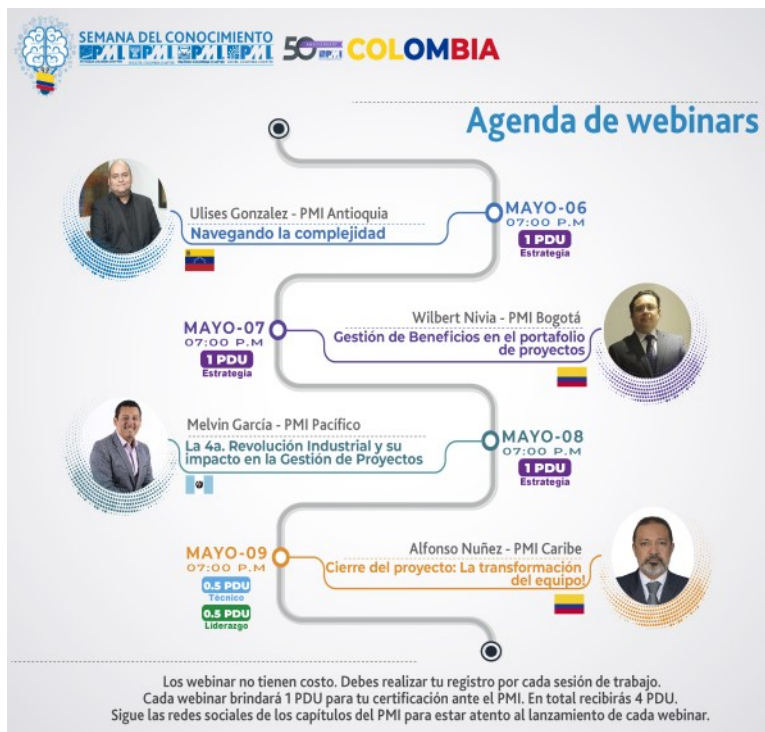 SEMANA DEL CONOCIMIENTO
PMI PMI PMI PMI
50 PMI COLOMBIA
Agenda de webinars
Ulises Gonzalez - PMI Antioquia
Navegando la complejidad
MAYO-06
07:00 P.M
1 PDU
Estrategia
MAYO-07
07:00 P.M
1 PDU
Estrategia
Wilbert Nivia - PMI Bogotá
Gestión de Beneficios en el portafolio
de proyectos
Melvin García - PMI Pacífico
La 4a. Revolución Industrial y su
impacto en la Gestión de Proyectos
MAYO-08
07:00 P.M
1 PDU
Estrategia
MAYO-09
07:00 P.M
0.5 PDU
Técnico
0.5 PDU
Liderazgo
Alfonso Nuñez - PMI Caribe
Cierre del proyecto: La transformación
del equipo!
Los webinar no tienen costo. Debes realizar tu registro por cada sesión de trabajo.
Cada webinar brindará 1 PDU para tu certificación ante el PMI. En total recibirás 4 PDU.
Sigue las redes sociales de los capítulos del PMI para estar atento al lanzamiento de cada webinar.